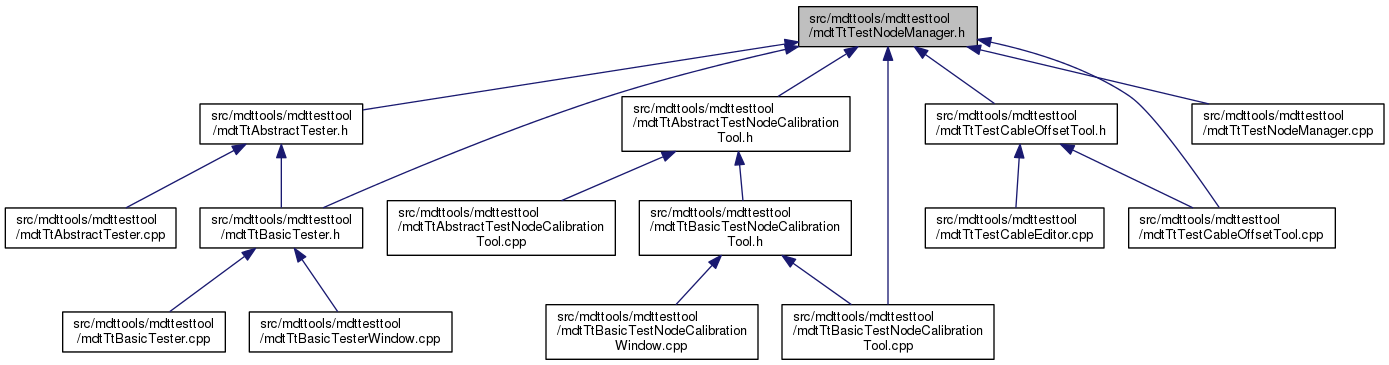 src/mdttools/mdttesttool
/mdtTtTestNodeManager.h
src/mdttools/mdttesttool
/mdtTtAbstractTester.h
src/mdttools/mdttesttool
/mdtTtAbstractTestNodeCalibration
Tool.h
src/mdttools/mdttesttool
/mdtTtTestCableOffsetTool.h
src/mdttools/mdttesttool
/mdtTtTestNodeManager.cpp
src/mdttools/mdttesttool
/mdtTtAbstractTester.cpp
src/mdttools/mdttesttool
/mdtTtBasicTester.h
src/mdttools/mdttesttool
/mdtTtAbstractTestNodeCalibration
Tool.cpp
src/mdttools/mdttesttool
/mdtTtBasicTestNodeCalibration
Tool.h
src/mdttools/mdttesttool
/mdtTtTestCableEditor.cpp
src/mdttools/mdttesttool
/mdtTtTestCableOffsetTool.cpp
src/mdttools/mdttesttool
/mdtTtBasicTester.cpp
src/mdttools/mdttesttool
/mdtTtBasicTesterWindow.cpp
src/mdttools/mdttesttool
/mdtTtBasicTestNodeCalibration
Window.cpp
src/mdttools/mdttesttool
/mdtTtBasicTestNodeCalibration
Tool.cpp